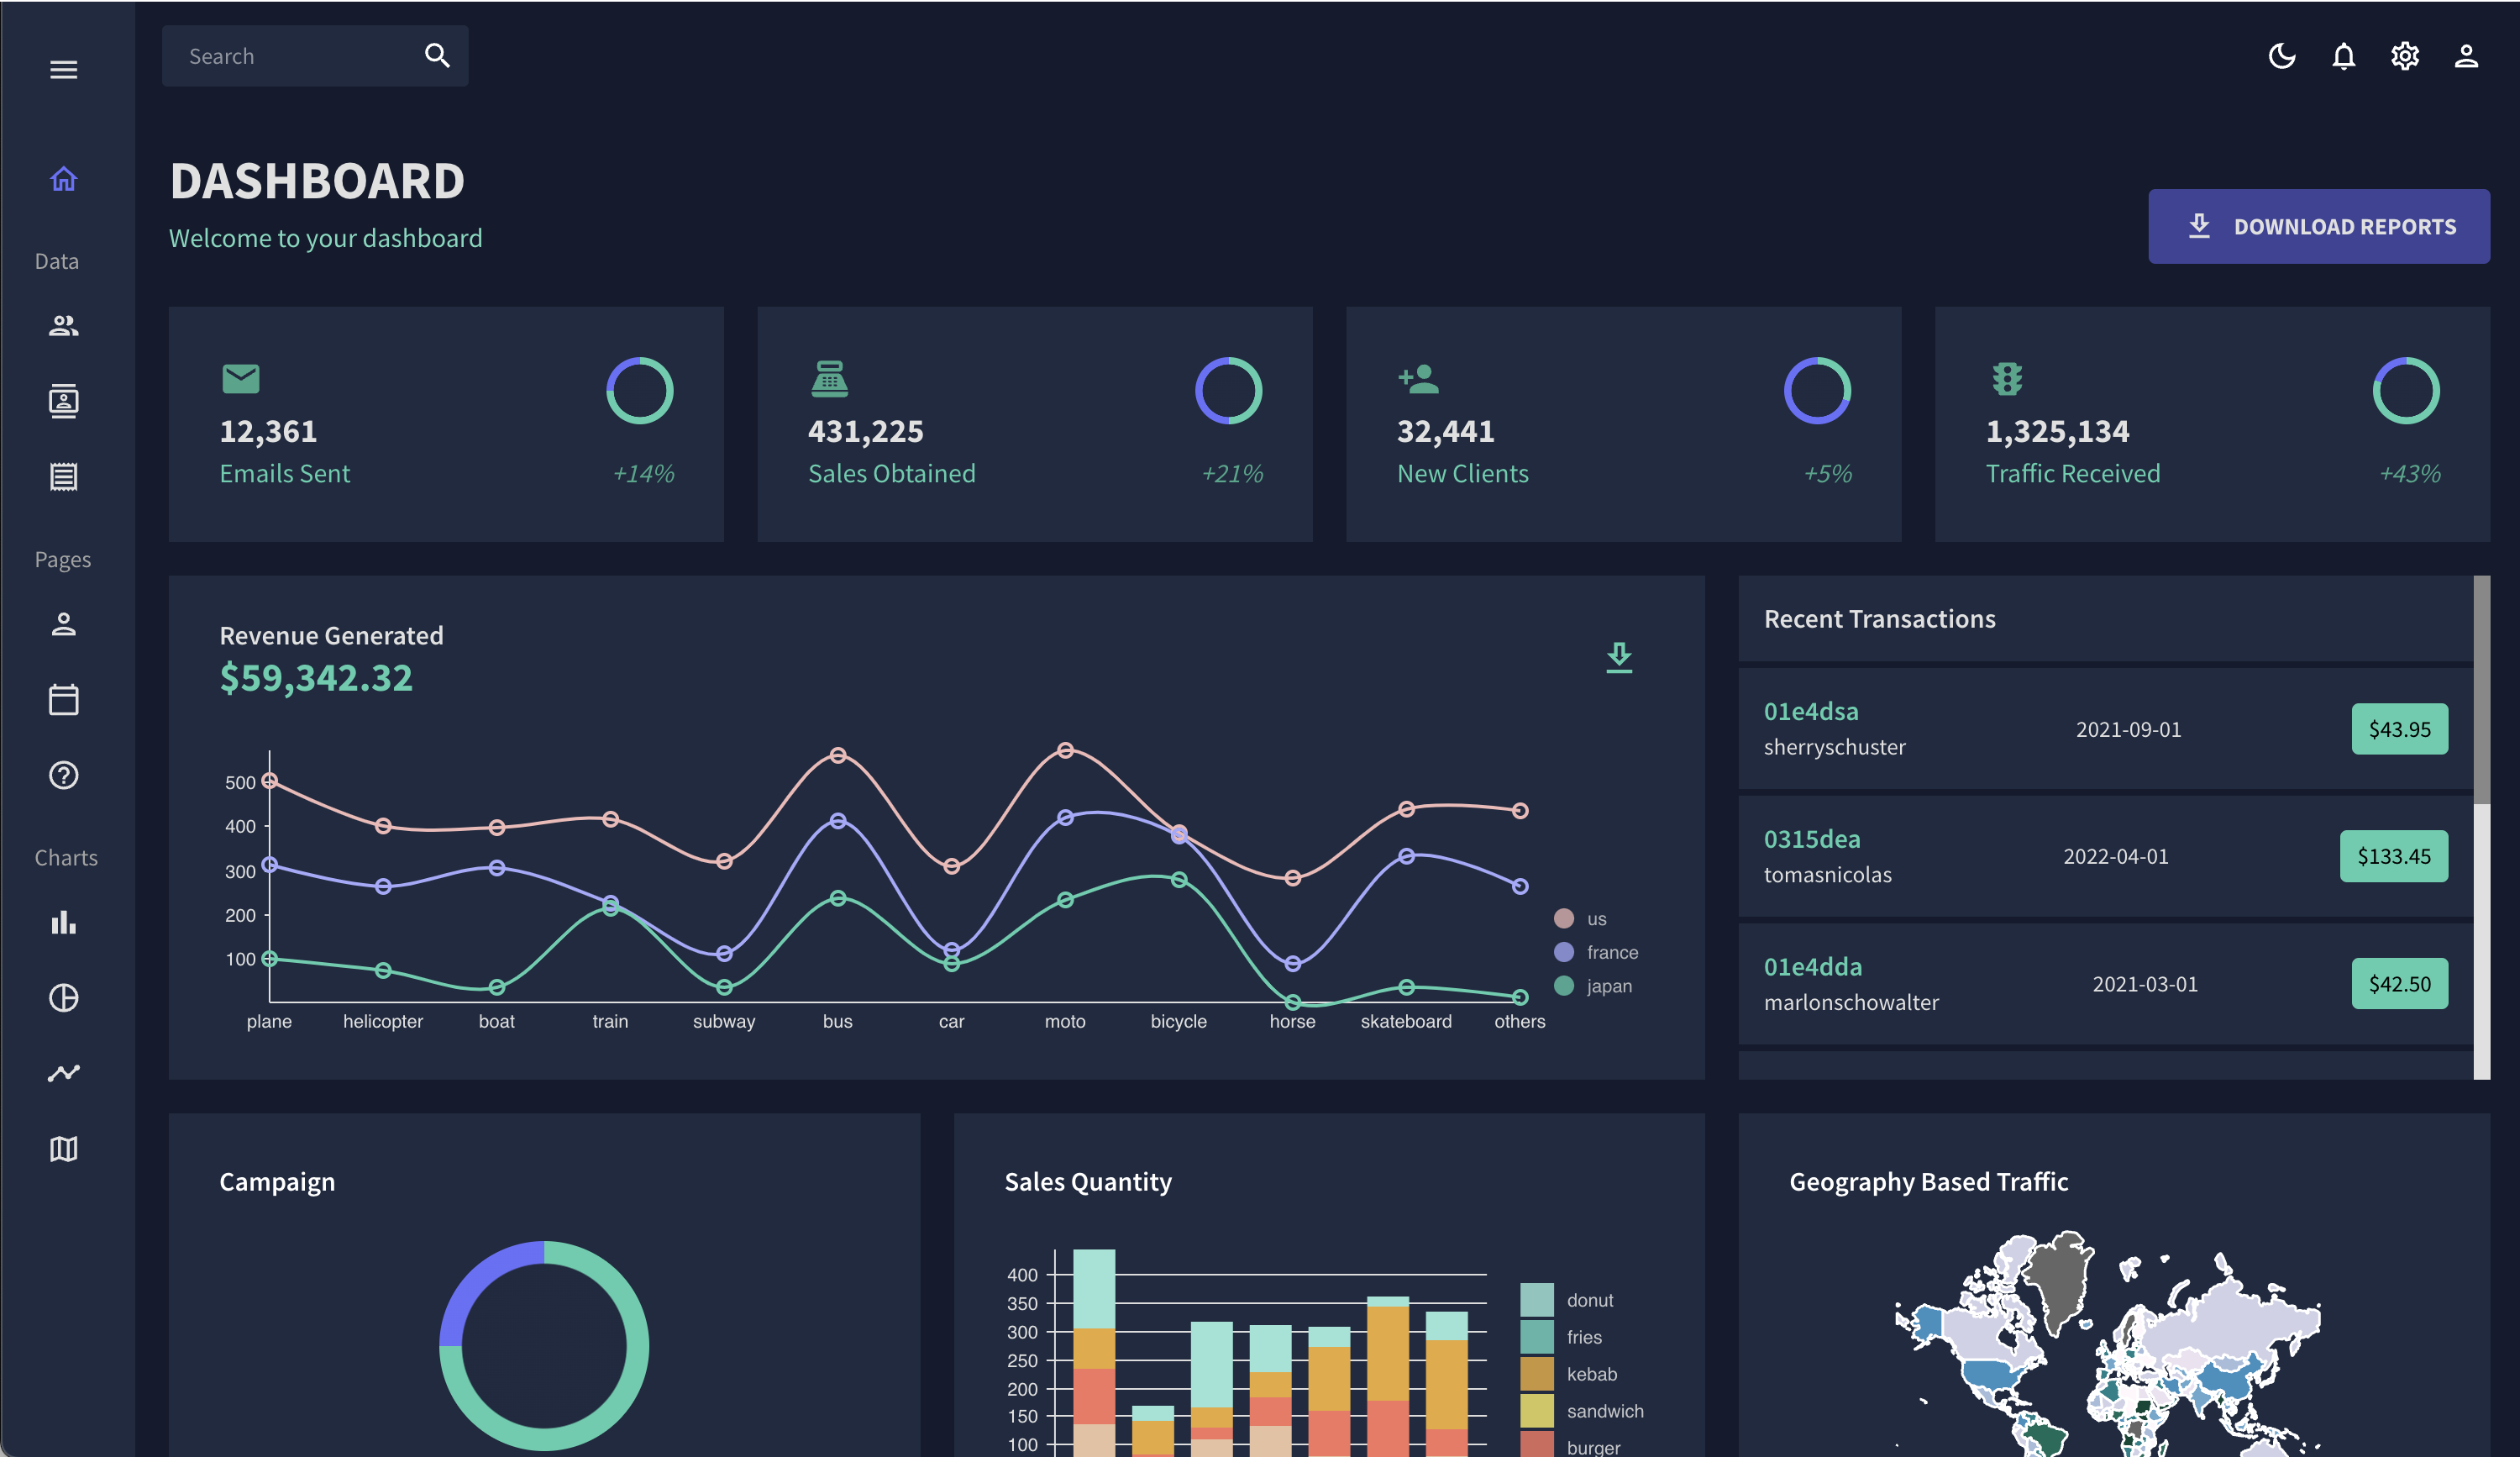 Search
DASHBOARD
Welcome to your dashboard
DOWNLOAD REPORTS
Data
Pages
Charts
12,361
Emails Sent
+14%
431,225
Sales Obtained
+21%
32,441
New Clients
+5%
1,325,134
Traffic Received
+43%
Revenue Generated
$59,342.32
500
400
300
200
100
plane helicopter boat train subway bus car moto bicycle horse skateboard others
us
france
japan
Recent Transactions
01e4dsa
sherryschuster
2021-09-01
$43.95
0315dea
tomasnicolas
2022-04-01
$133.45
01e4dda
marlonschowalter
2021-03-01
$42.50
Campaign
Sales Quantity
400
350
300
250
200
150
100
donut
fries
kebab
sandwich
burger
Geography Based Traffic